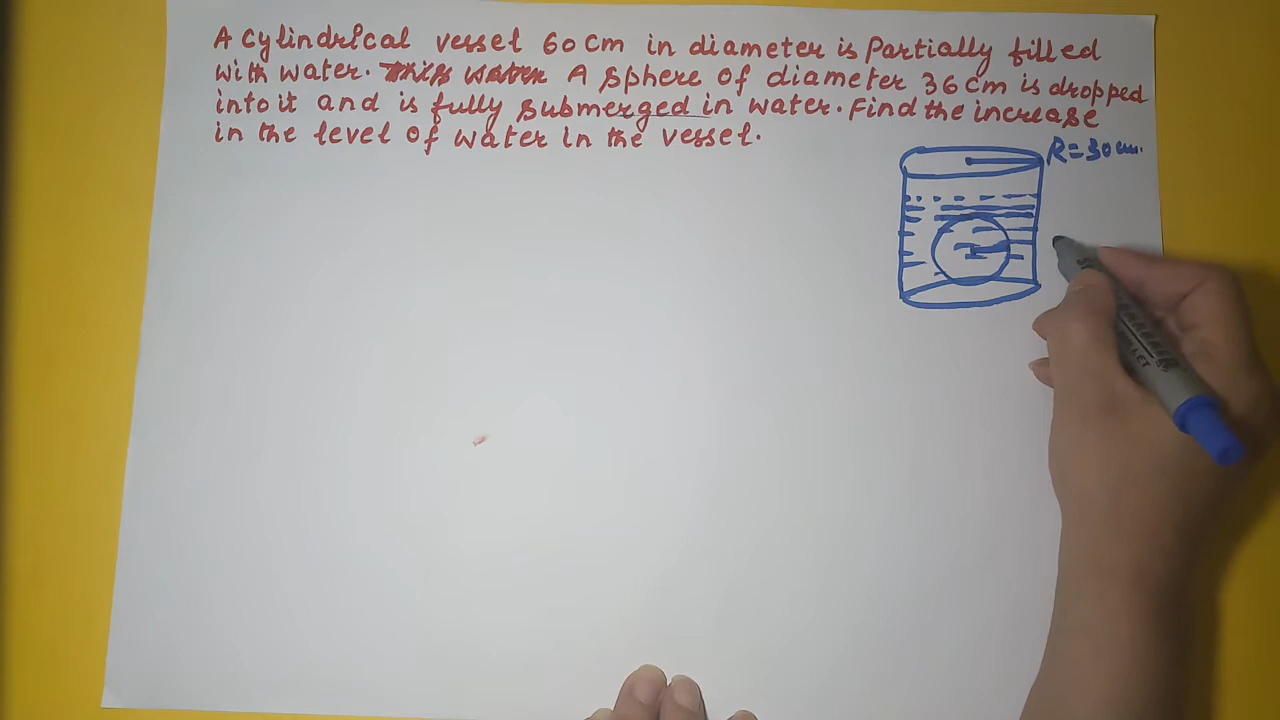 A Cylindrical vessel 60 Cm in diameter is Partially filled
with water. This water A sphere of diameter 36 cm is dropped
into it and is fully submerged in water. Find the increase
in the level of water in the vessel.
R=30 cm.